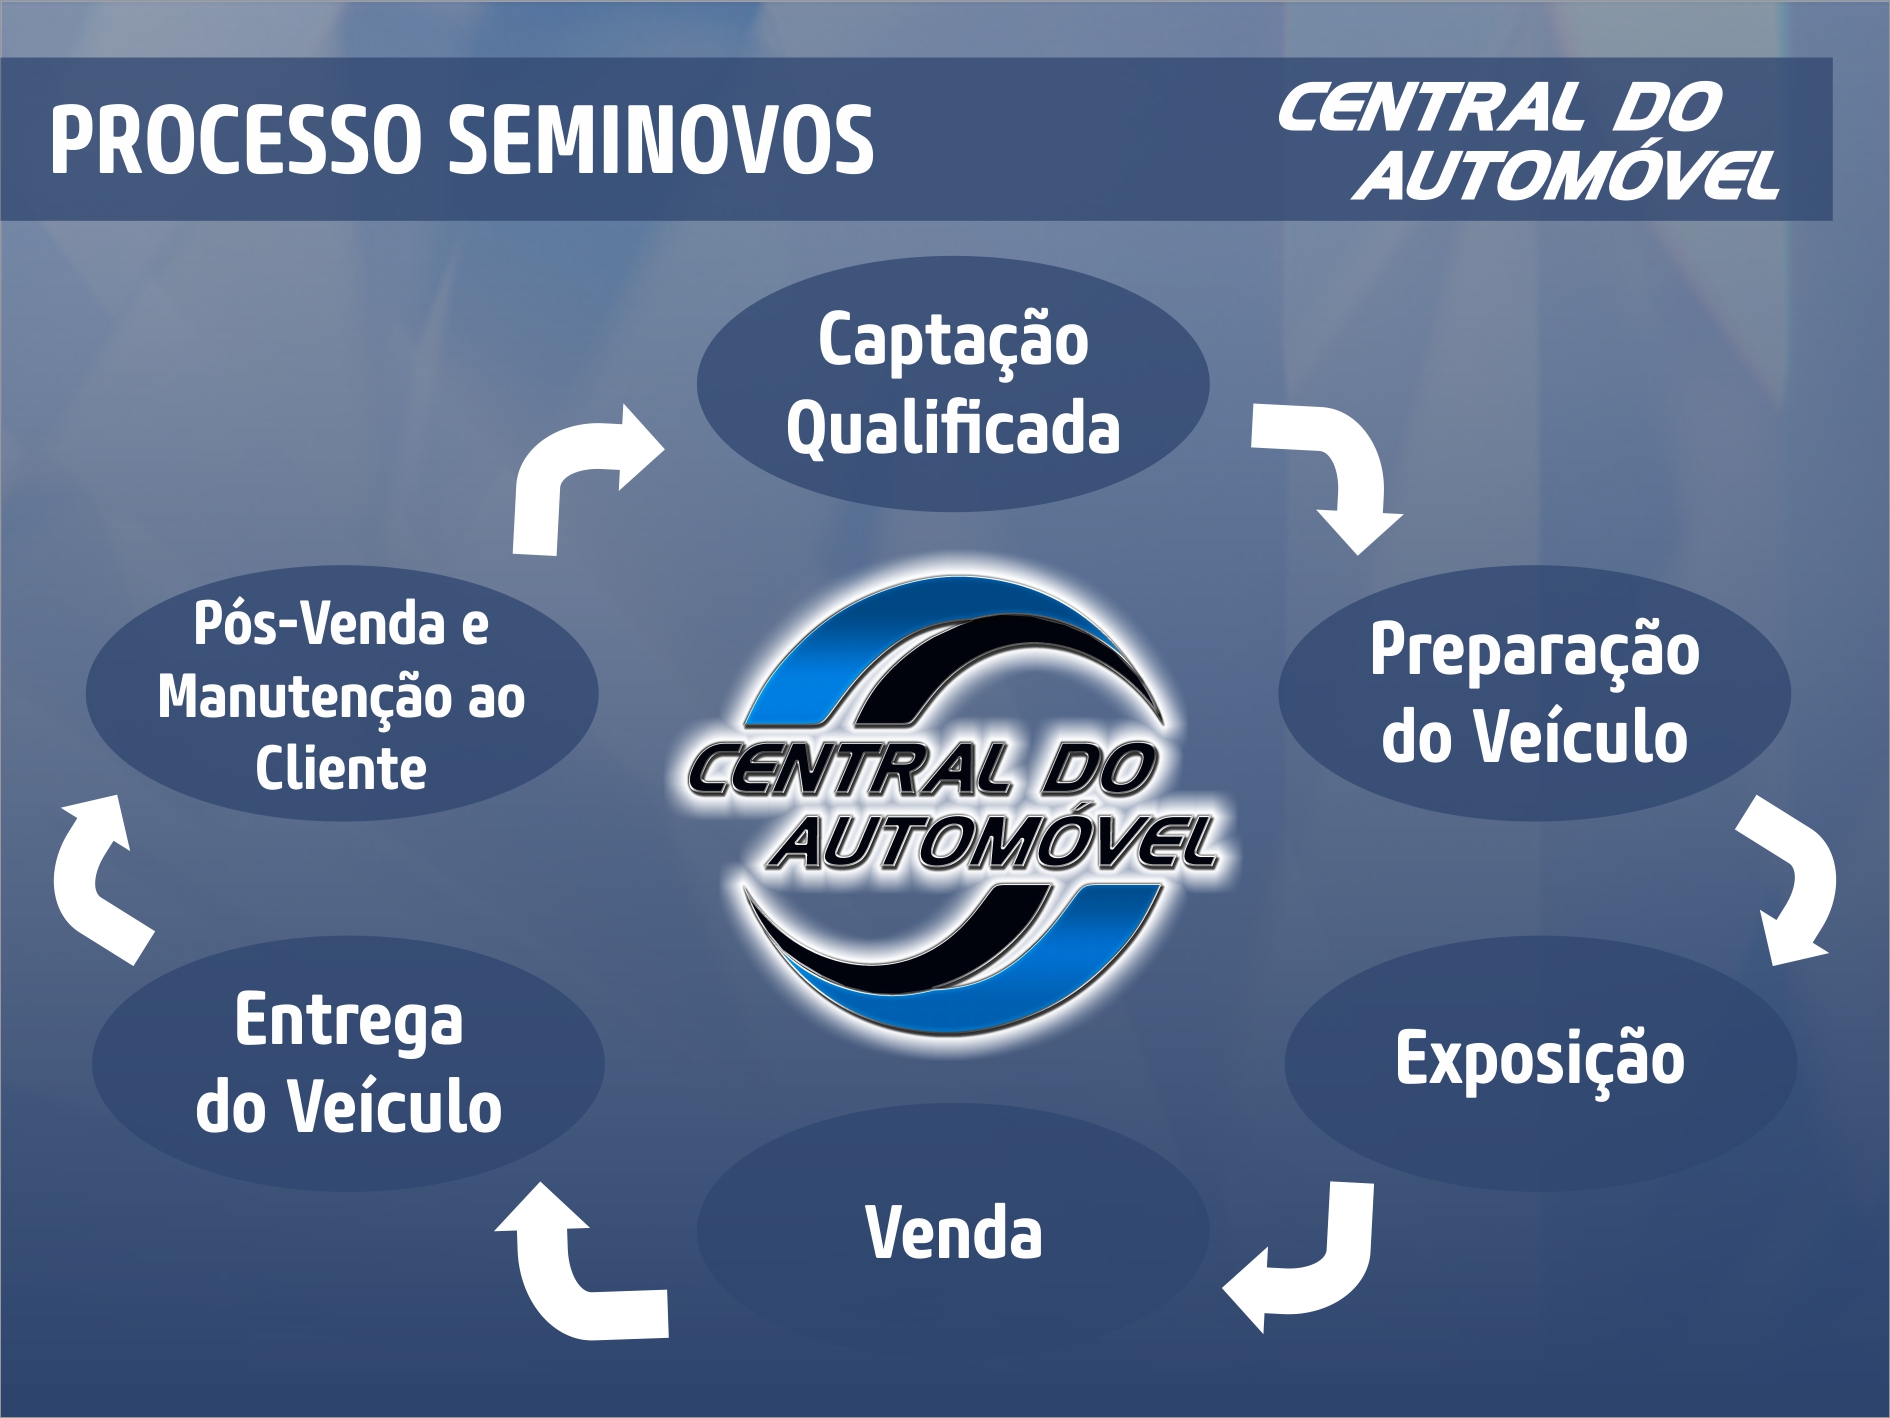 PROCESSO SEMINOVOS
CENTRAL DO
AUTOMÓVEL
Captação
Qualificada
Preparação
do Veículo
Exposição
Venda
Entrega
do Veículo
Pós-Venda e
Manutenção ao
Cliente
CENTRAL DO
AUTOMÓVEL